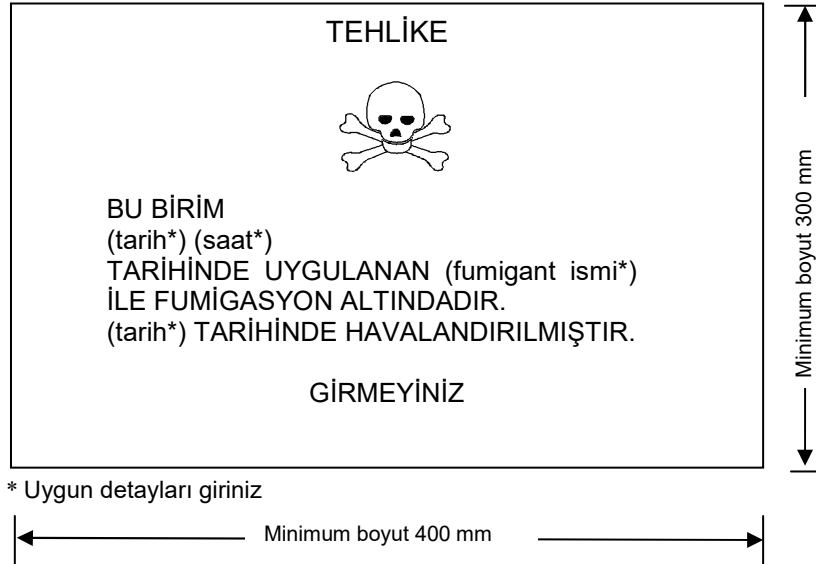 TEHLİKE
BU BİRİM
(tarih*) (saat*)
TARİHİNDE UYGULANAN (fumigant ismi*)
İLE FUMİGASYON ALTINDADIR.
(tarih*) TARİHİNDE HAVALANDIRILMIŞTIR.
GİRMEYİNİZ
Minimum boyut 300 mm
* Uygun detayları giriniz
Minimum boyut 400 mm